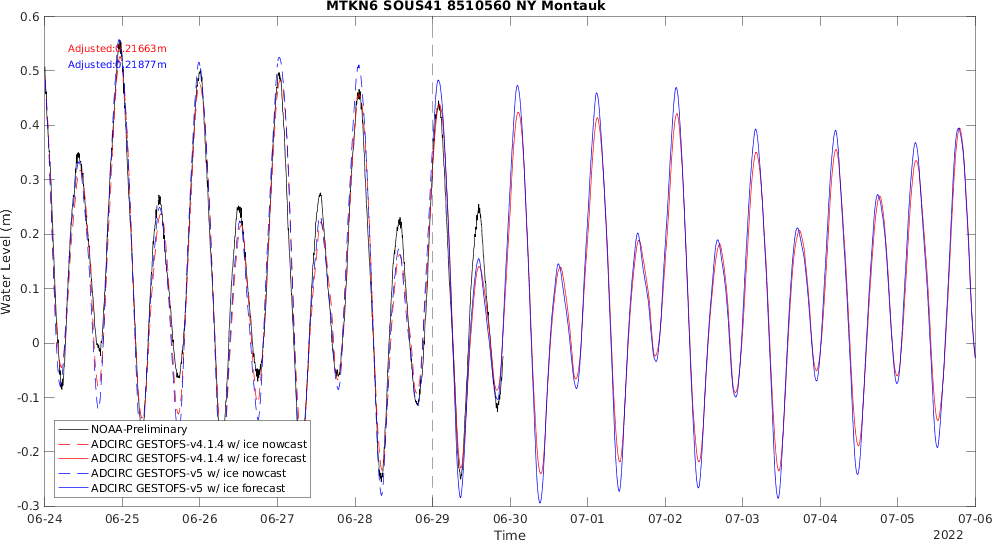 MTKN6 SOUS41 8510560 NY Montauk
Adjusted:0.21663m
Adjusted:0.21877m
Water Level (m)
0.6
0.5
0.4
0.3
0.2
0.1
0
-0.1
-0.2
-0.3
NOAA-Preliminary
ADCIRC GESTOFS-v4.1.4 w/ ice nowcast
ADCIRC GESTOFS-v4.1.4 w/ ice forecast
ADCIRC GESTOFS-v5 w/ ice nowcast
ADCIRC GESTOFS-v5 w/ ice forecast
06-24 06-25 06-26 06-27 06-28 06-29 06-30 07-01 07-02 07-03 07-04 07-05 07-06
Time
2022